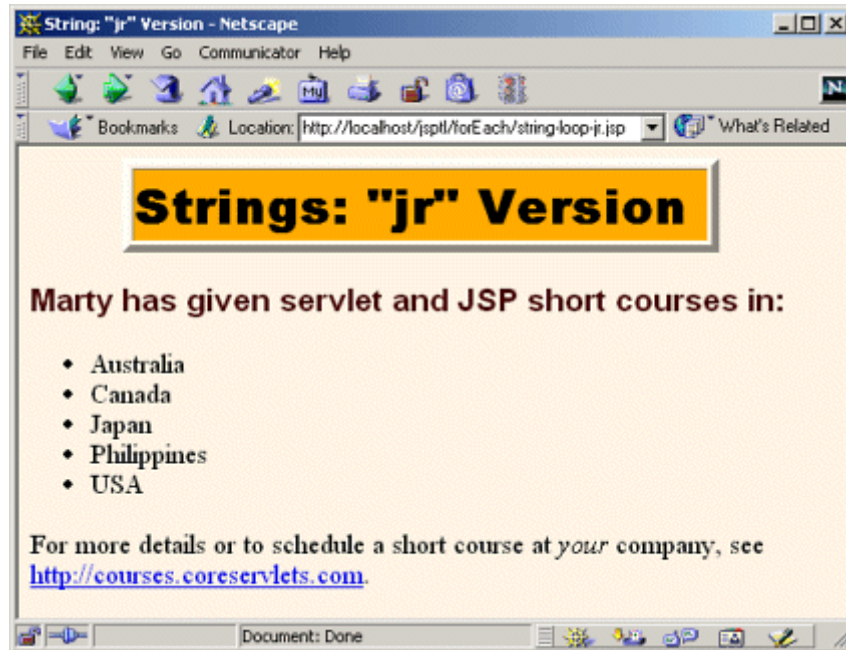 String: "jr" Version - Netscape
File Edit View Go Communicator Help
My
N
Bookmarks Location: http://localhost/jsptl/forEach/string-loop-jr.jsp What's Related
Strings: "jr" Version
Marty has given servlet and JSP short courses in:
Australia
Canada
Japan
Philippines
USA
For more details or to schedule a short course at your company, see
http://courses.coreservlets.com.
Document: Done